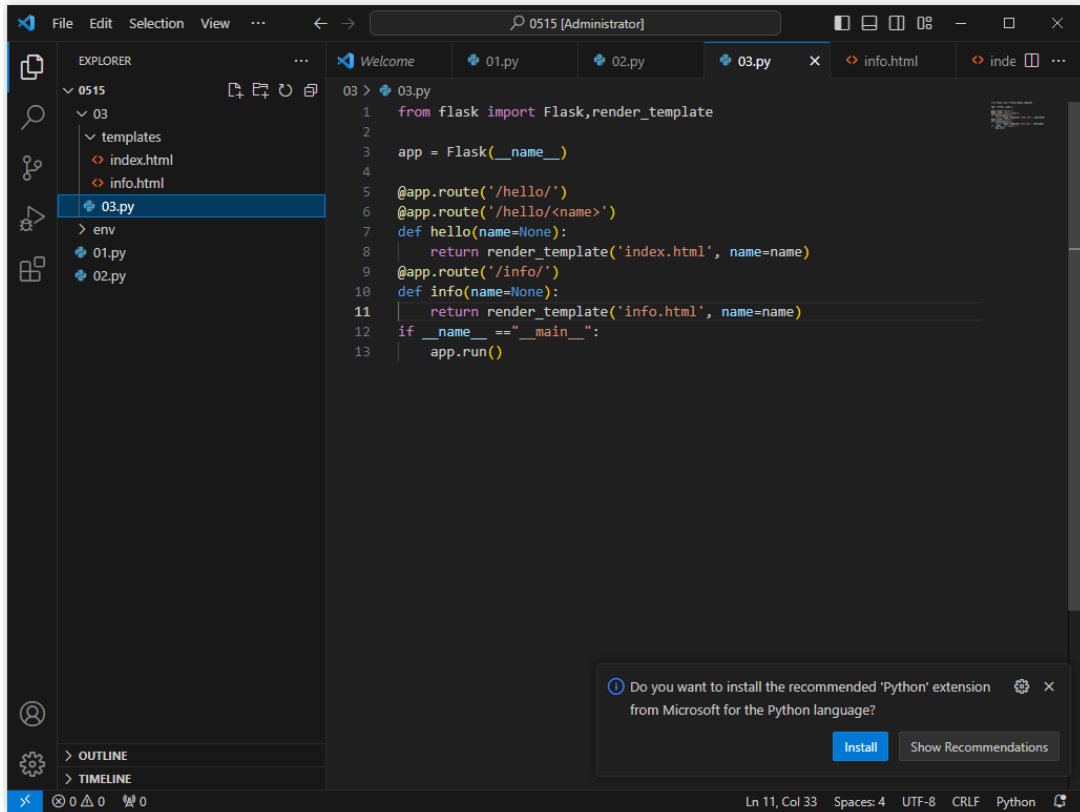 File Edit Selection View ··· 0515 [Administrator]
EXPLORER ···
0515
03
templates
index.html
info.html
03.py
env
01.py
02.py
OUTLINE
TIMELINE
Welcome 01.py 02.py 03.py info.html inde ···
03 > 03.py
1 from flask import Flask,render_template
2
3 app = Flask(__name__)
4
5 @app.route('/hello/')
6 @app.route('/hello/<name>')
7 def hello(name=None):
8 return render_template('index.html', name=name)
9 @app.route('/info/')
10 def info(name=None):
11 return render_template('info.html', name=name)
12 if __name__ =="__main__":
13 app.run()
Do you want to install the recommended 'Python' extension
from Microsoft for the Python language?
Install Show Recommendations
0 0 0 Ln 11, Col 33 Spaces: 4 UTF-8 CRLF Python